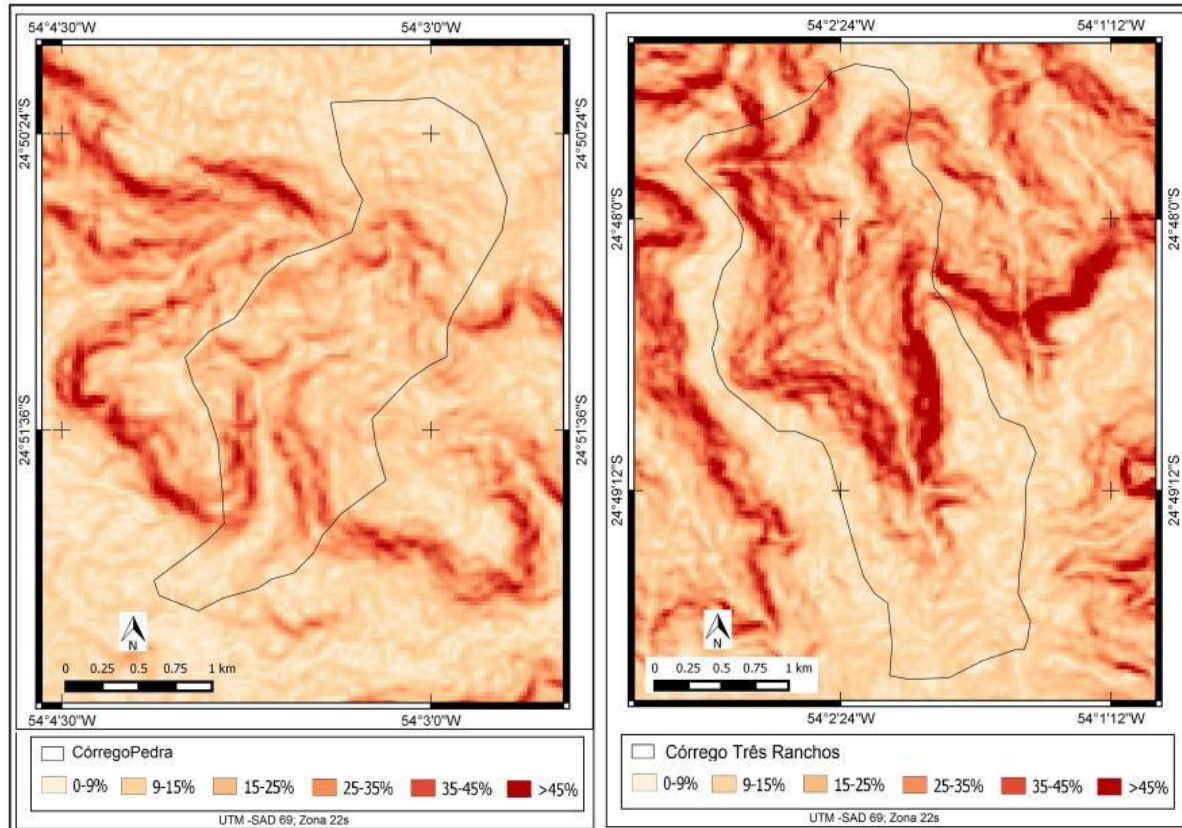 54°4'30"W 54°3'0"W
24°50'24"S
24°50'24"S
24°51'36"S
24°51'36"S
N
0 0.25 0.5 0.75 1 km
54°4'30"W 54°3'0"W
CórregoPedra
0-9% 9-15% 15-25% 25-35% 35-45% >45%
UTM -SAD 69; Zona 22s
54°2'24"W 54°1'12"W
24°48'0"S
24°48'0"S
24°49'12"S
24°49'12"S
N
0 0.25 0.5 0.75 1 km
54°2'24"W 54°1'12"W
Córrego Três Ranchos
0-9% 9-15% 15-25% 25-35% 35-45% >45%
UTM -SAD 69; Zona 22s